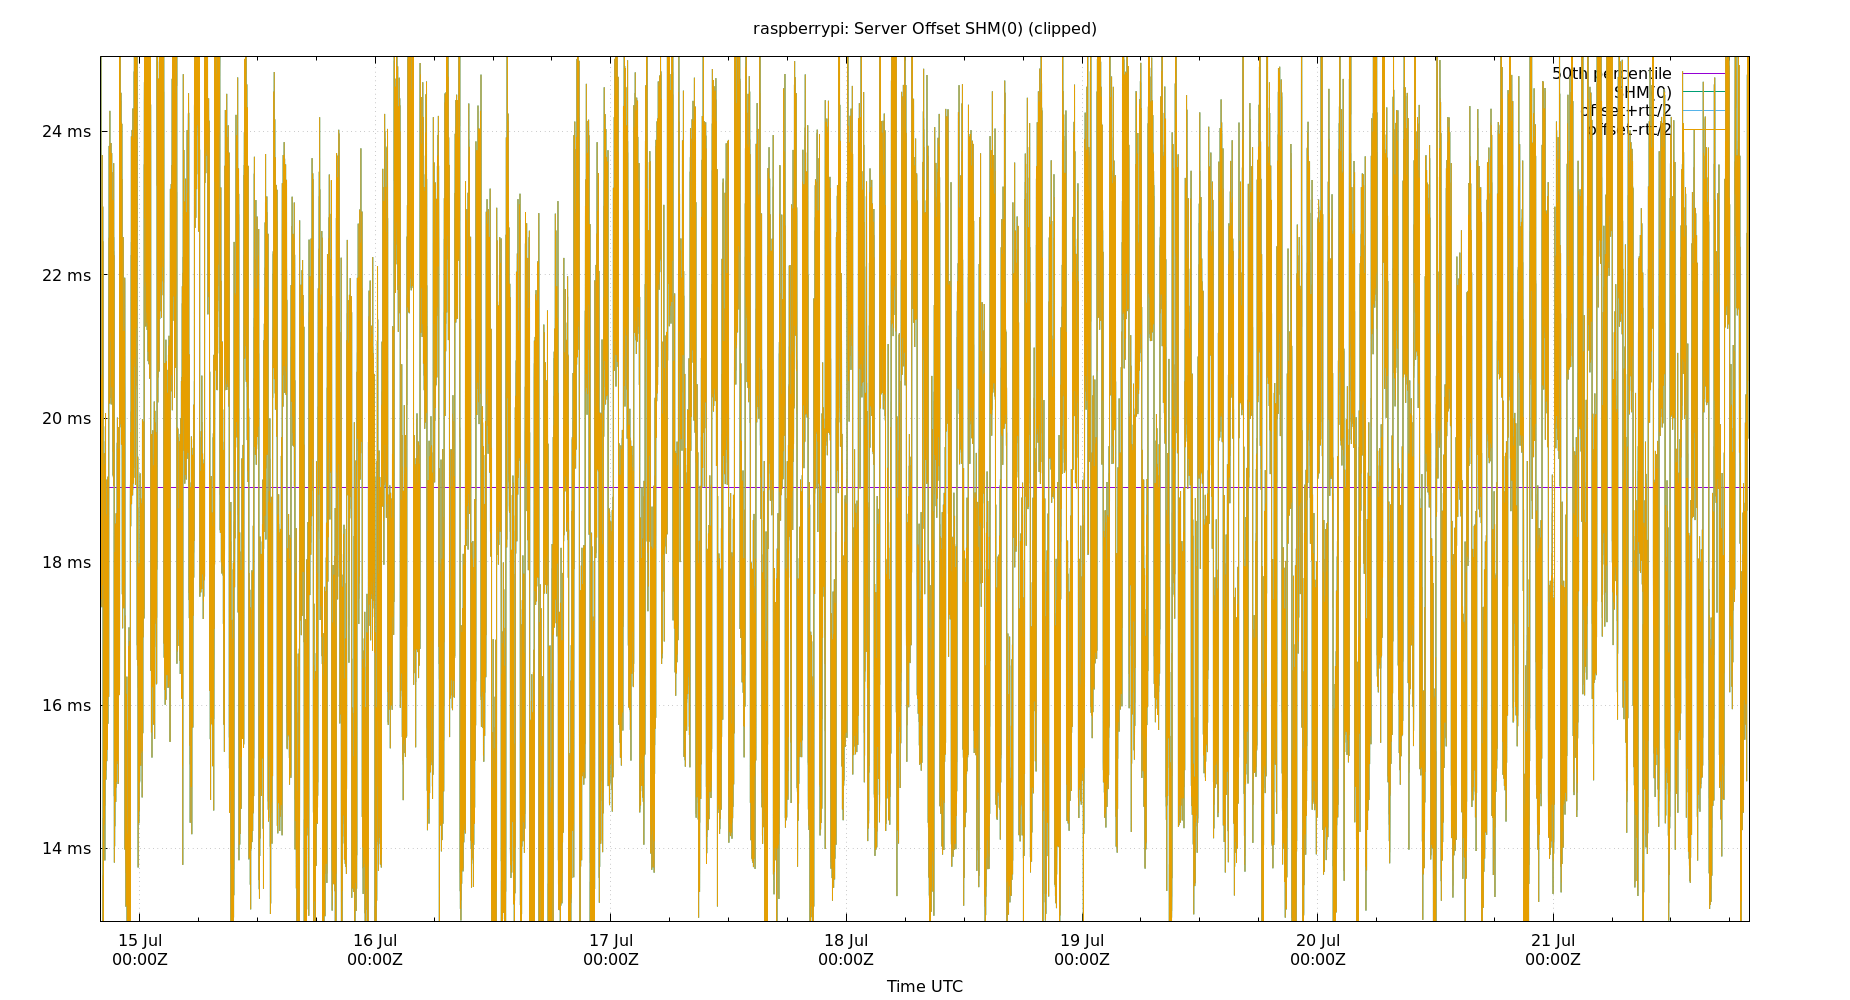 raspberrypi: Server Offset SHM(0) (clipped)
50th percentile
SHM(0)
offset+rtt/2
offset-rtt/2
24 ms
22 ms
20 ms
18 ms
16 ms
14 ms
15 Jul 16 Jul 17 Jul 18 Jul 19 Jul 20 Jul 21 Jul
00:00Z 00:00Z 00:00Z 00:00Z 00:00Z 00:00Z 00:00Z
Time UTC